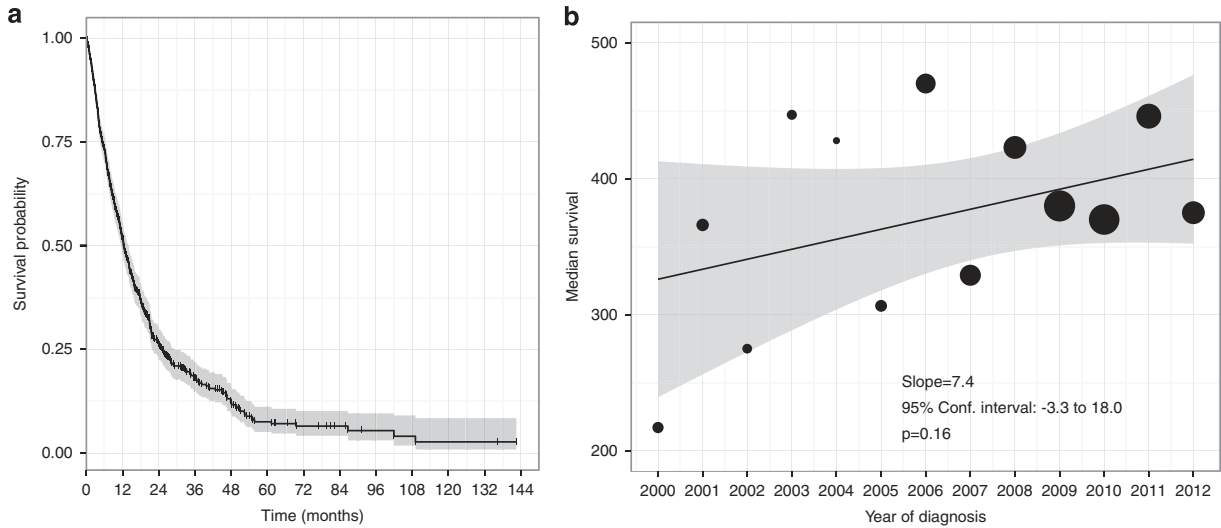 a
Survival probability
1.00
0.75
0.50
0.25
0.00
0 12 24 36 48 60 72 84 96 108 120 132 144
Time (months)
b
Median survival
500
400
300
200
Slope=7.4
95% Conf. interval: -3.3 to 18.0
p=0.16
2000 2001 2002 2003 2004 2005 2006 2007 2008 2009 2010 2011 2012
Year of diagnosis